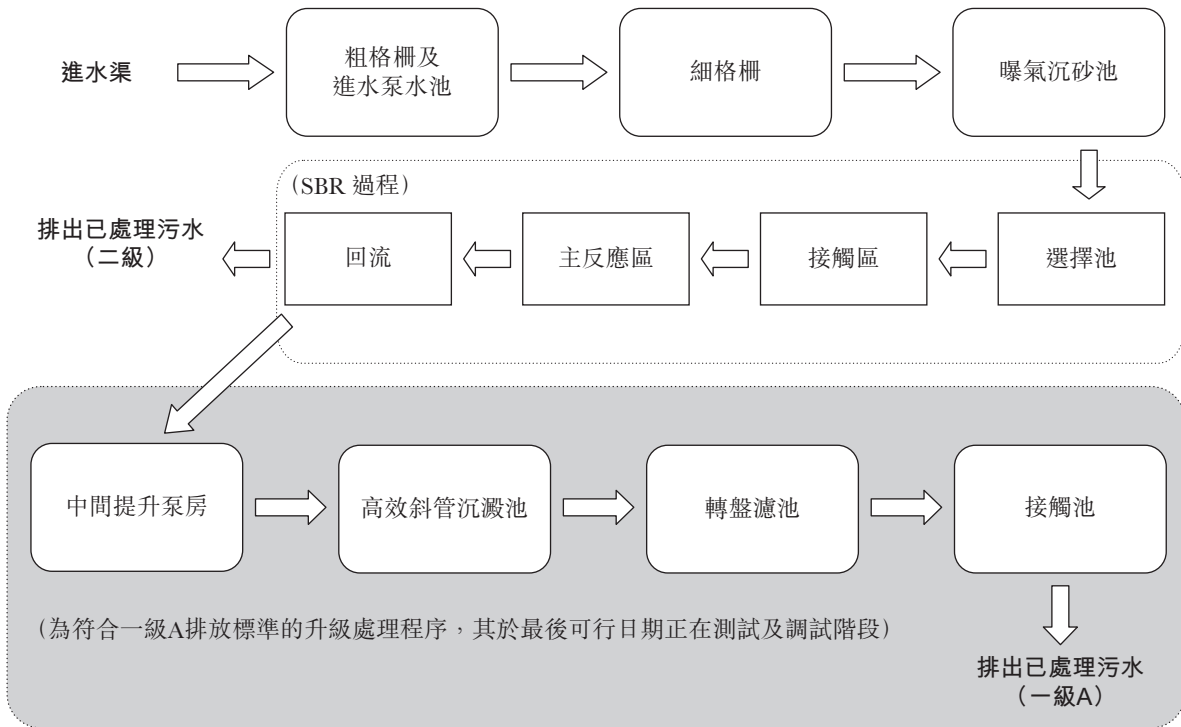 進水渠
粗格柵及
進水泵水池
細格柵
曝氣沉砂池
(SBR 過程)
排出已處理污水
(二級)
回流
主反應區
接觸區
選擇池
中間提升泵房
高效斜管沉澱池
轉盤濾池
接觸池
(為符合一級A排放標準的升級處理程序，其於最後可行日期正在測試及調試階段)
排出已處理污水
(一級A)